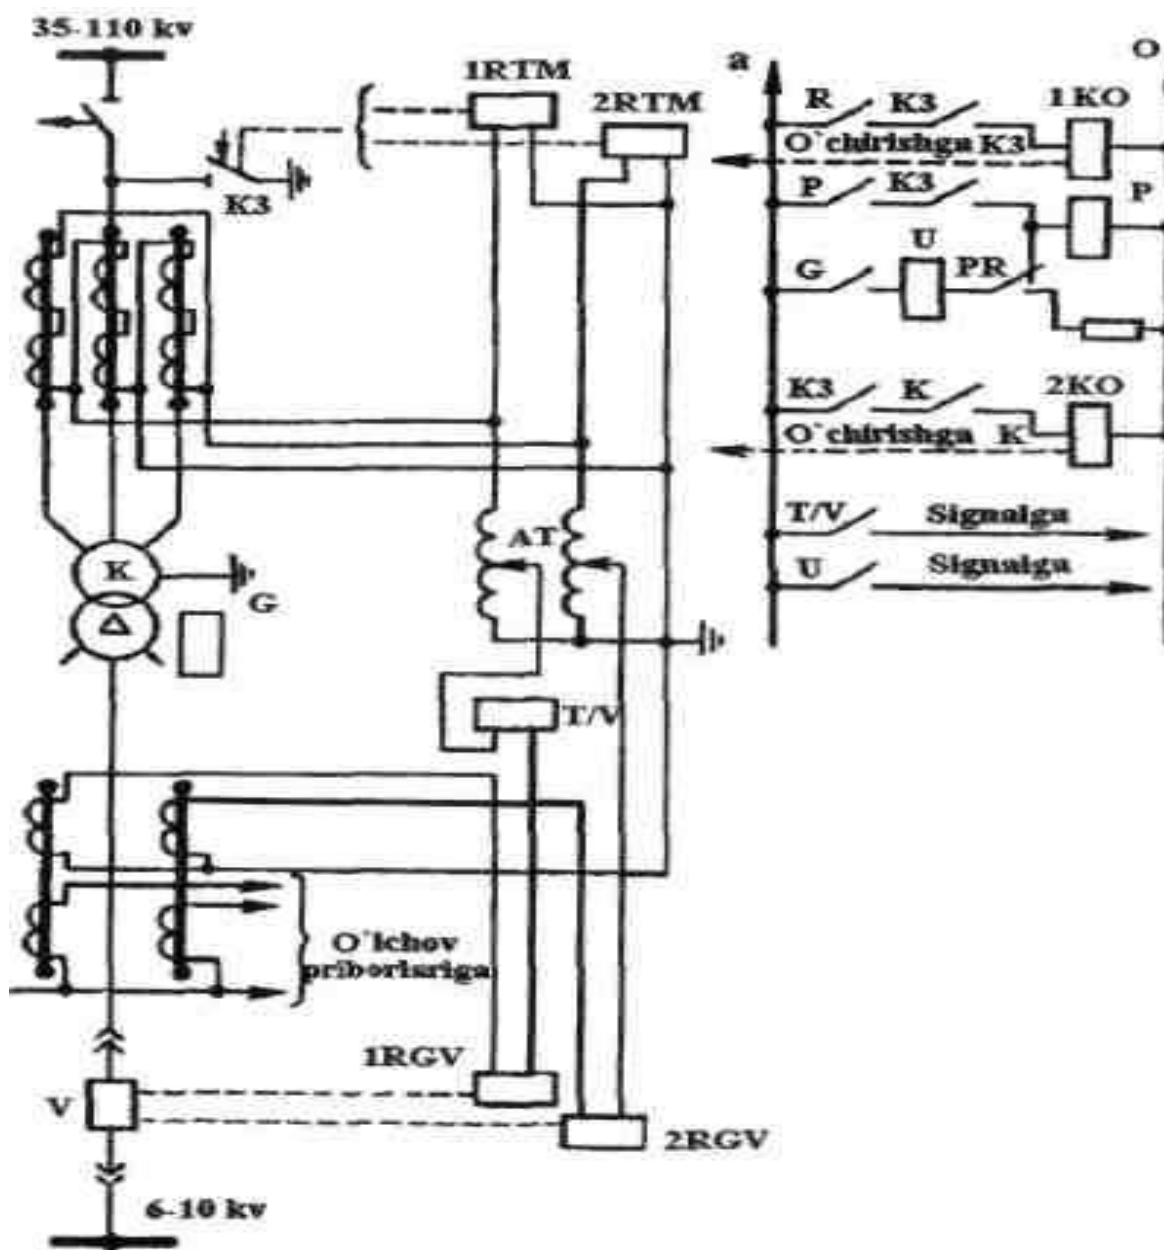 35-110 kv
1RTM
2RTM
K3
K
G
AT
T/V
O`lchov
priborisriga
1RGV
V
2RGV
6-10 kv
a
O
R K3 1KO
O`chirishga K3
P K3 P
U
G PR
K3 K 2KO
O`chirishga K
T/V Signalga
U Signalga